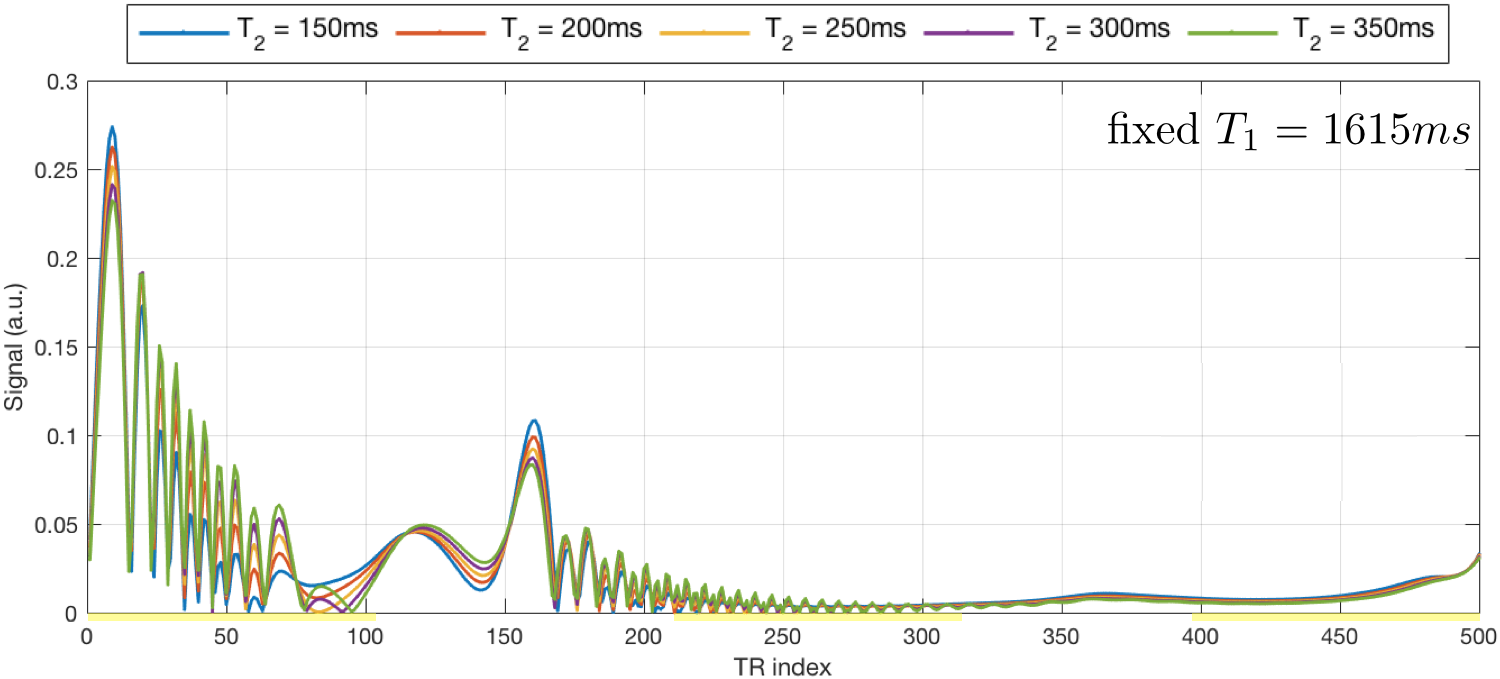 T2 = 150ms T2 = 200ms T2 = 250ms T2 = 300ms T2 = 350ms
0.3
fixed T1 = 1615ms
0.25
0.2
Signal (a.u.)
0.15
0.1
0.05
0
0 50 100 150 200 250 300 350 400 450 500
TR index